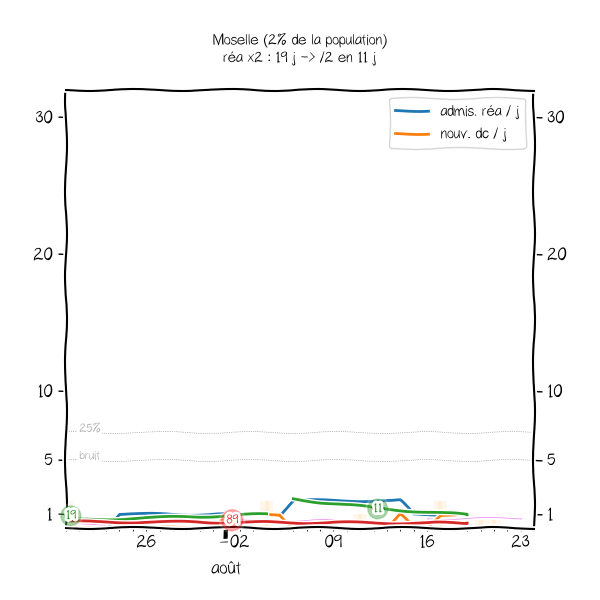 Moselle (2% de la population)
réa x2 : 19 j -> /2 en 11 j
admis. réa / j
nouv. dc / j
30 30
20 20
10 10
25%
5 bruit 5
1 19 89 11 1
26 02 09 16 23
août